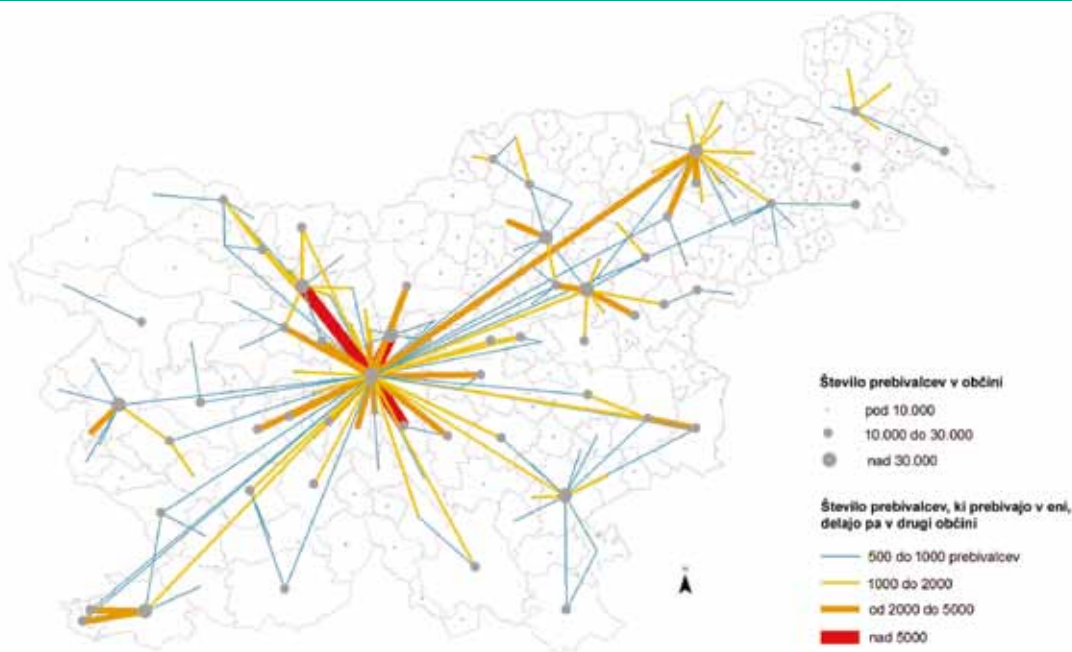 Število prebivalcev v občini
pod 10.000
10.000 do 30.000
nad 30.000
Število prebivalcev, ki prebivajo v eni,
delajo pa v drugi občini
500 do 1000 prebivalcev
1000 do 2000
od 2000 do 5000
nad 5000